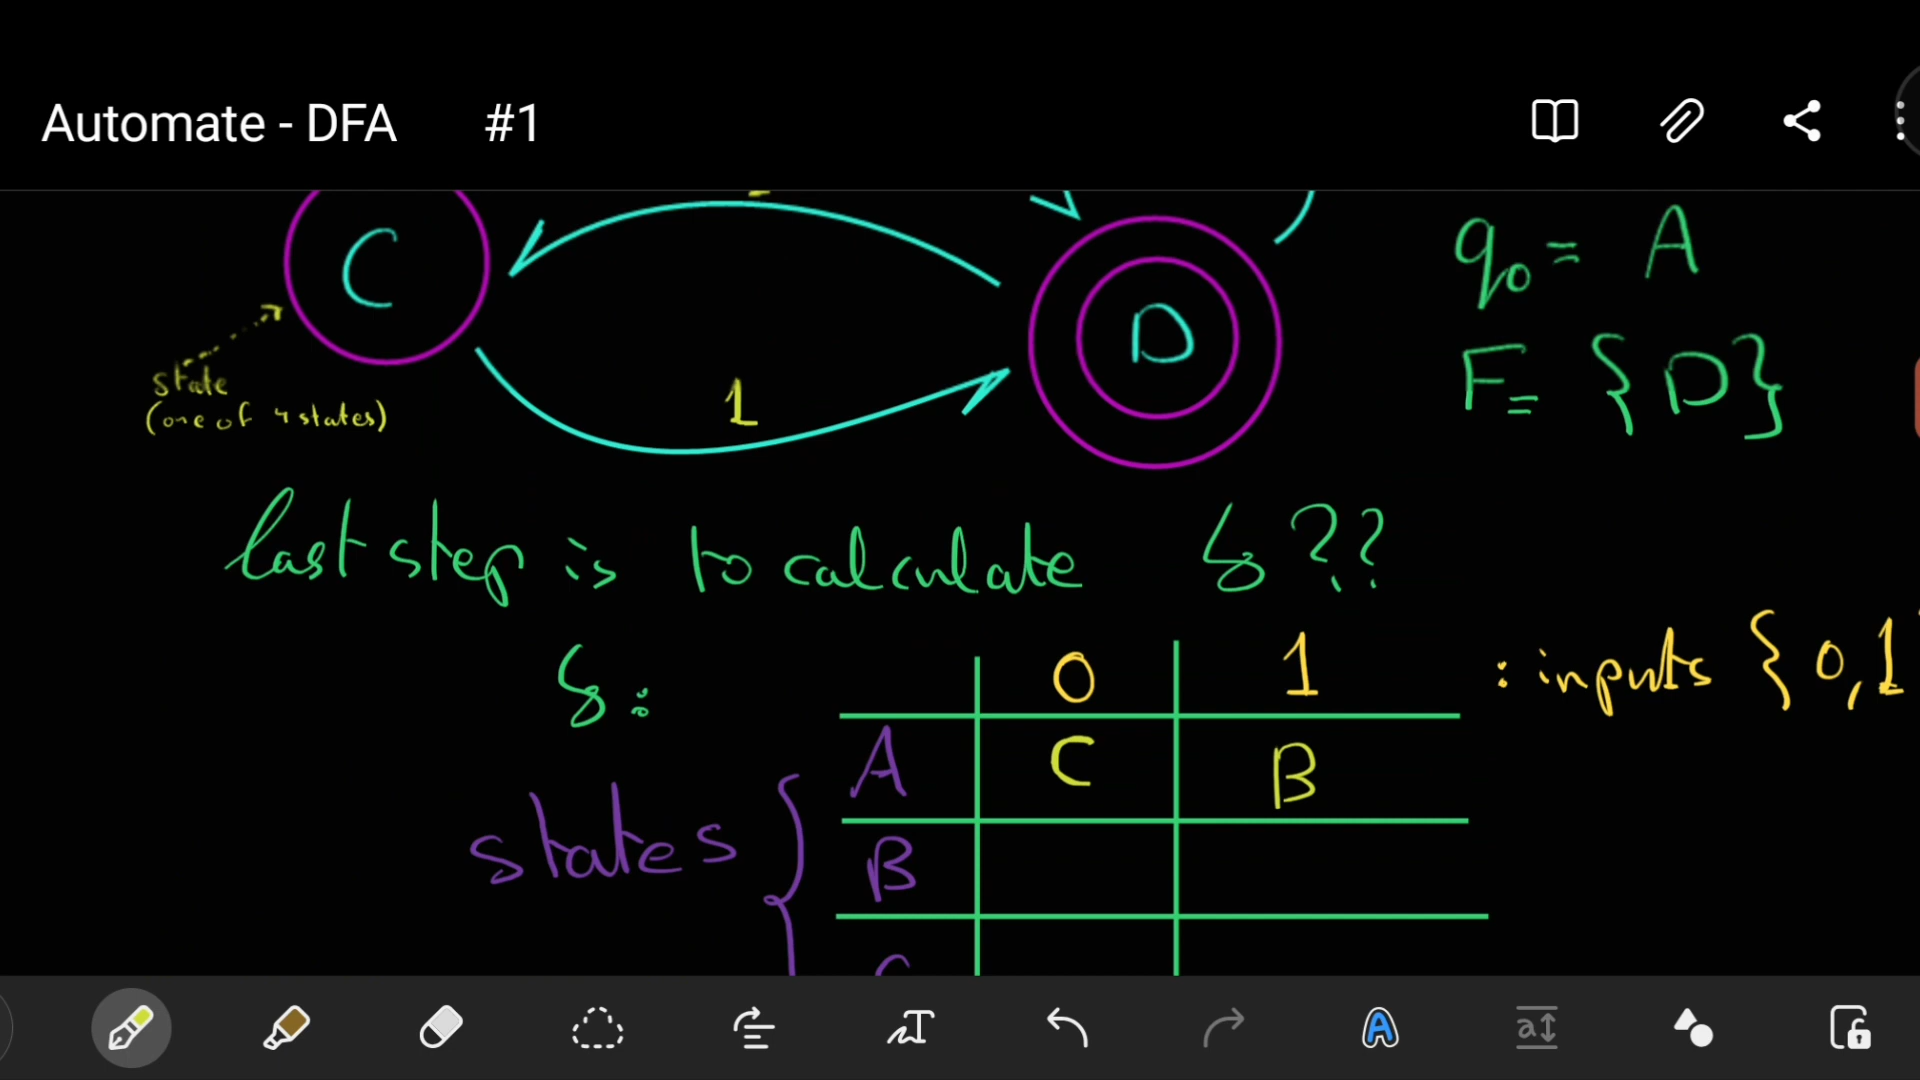 Automate - DFA #1
C
D
q0 = A
F = {D}
state
(one of 4 states)
1
last step is to calculate δ??
δ:
0 1
: inputs {0,1
A C B
states {
B